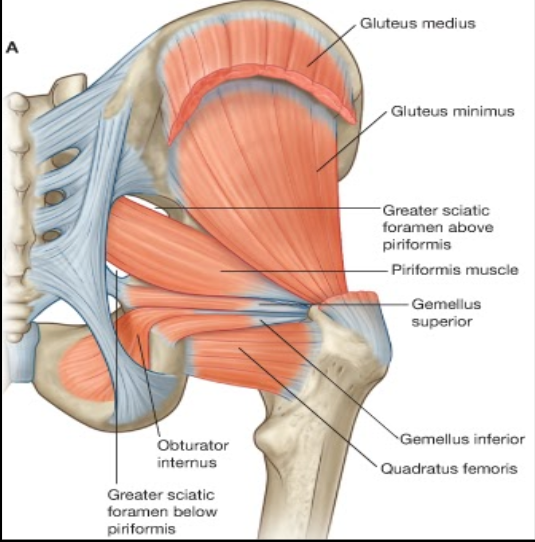 A
Gluteus medius
Gluteus minimus
Greater sciatic
foramen above
piriformis
Piriformis muscle
Gemellus
superior
Gemellus inferior
Quadratus femoris
Obturator
internus
Greater sciatic
foramen below
piriformis